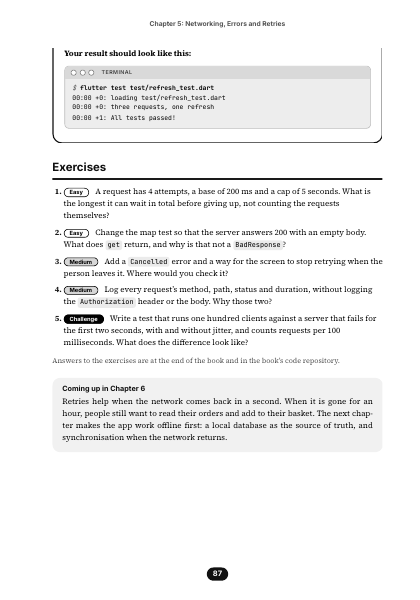 Chapter 5: Networking, Errors and Retries
Your result should look like this:
TERMINAL
$ flutter test test/refresh_test.dart
00:00 +0: loading test/refresh_test.dart
00:00 +0: three requests, one refresh
00:00 +1: All tests passed!
Exercises
1. Easy A request has 4 attempts, a base of 200 ms and a cap of 5 seconds. What is
the longest it can wait in total before giving up, not counting the requests
themselves?
2. Easy Change the map test so that the server answers 200 with an empty body.
What does get return, and why is that not a BadResponse?
3. Medium Add a Cancelled error and a way for the screen to stop retrying when the
person leaves it. Where would you check it?
4. Medium Log every request's method, path, status and duration, without logging
the Authorization header or the body. Why those two?
5. Challenge Write a test that runs one hundred clients against a server that fails for
the first two seconds, with and without jitter, and counts requests per 100
milliseconds. What does the difference look like?
Answers to the exercises are at the end of the book and in the book's code repository.
Coming up in Chapter 6
Retries help when the network comes back in a second. When it is gone for an
hour, people still want to read their orders and add to their basket. The next chap-
ter makes the app work offline first: a local database as the source of truth, and
synchronisation when the network returns.
87